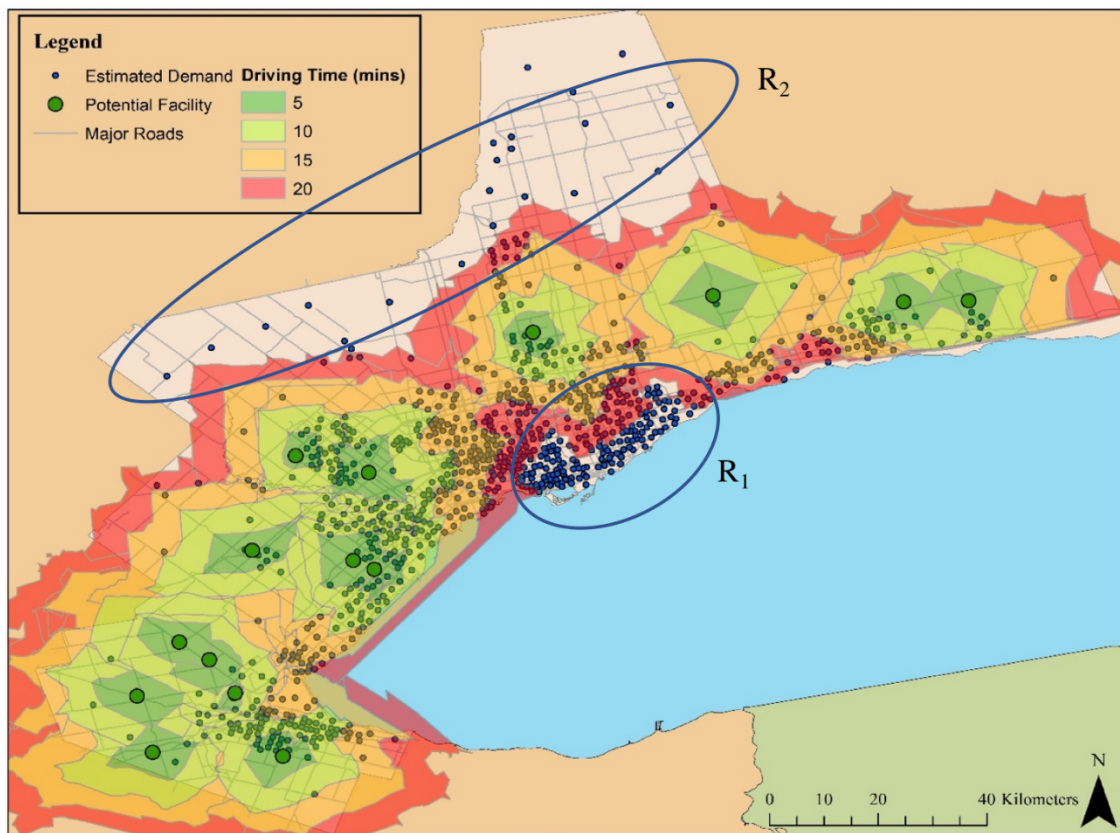 Legend
Estimated Demand
Potential Facility
Major Roads
Driving Time (mins)
5
10
15
20
R2
R1
N
0 10 20 40 Kilometers